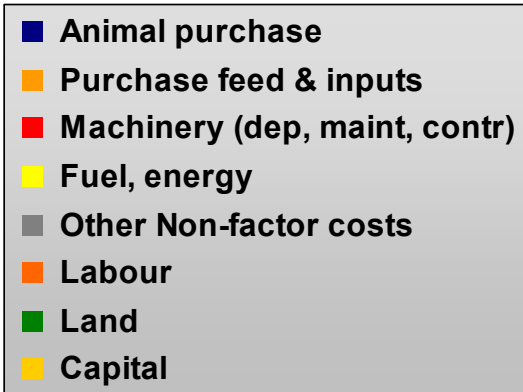 Animal purchase
Purchase feed & inputs
Machinery (dep, maint, contr)
Fuel, energy
Other Non-factor costs
Labour
Land
Capital